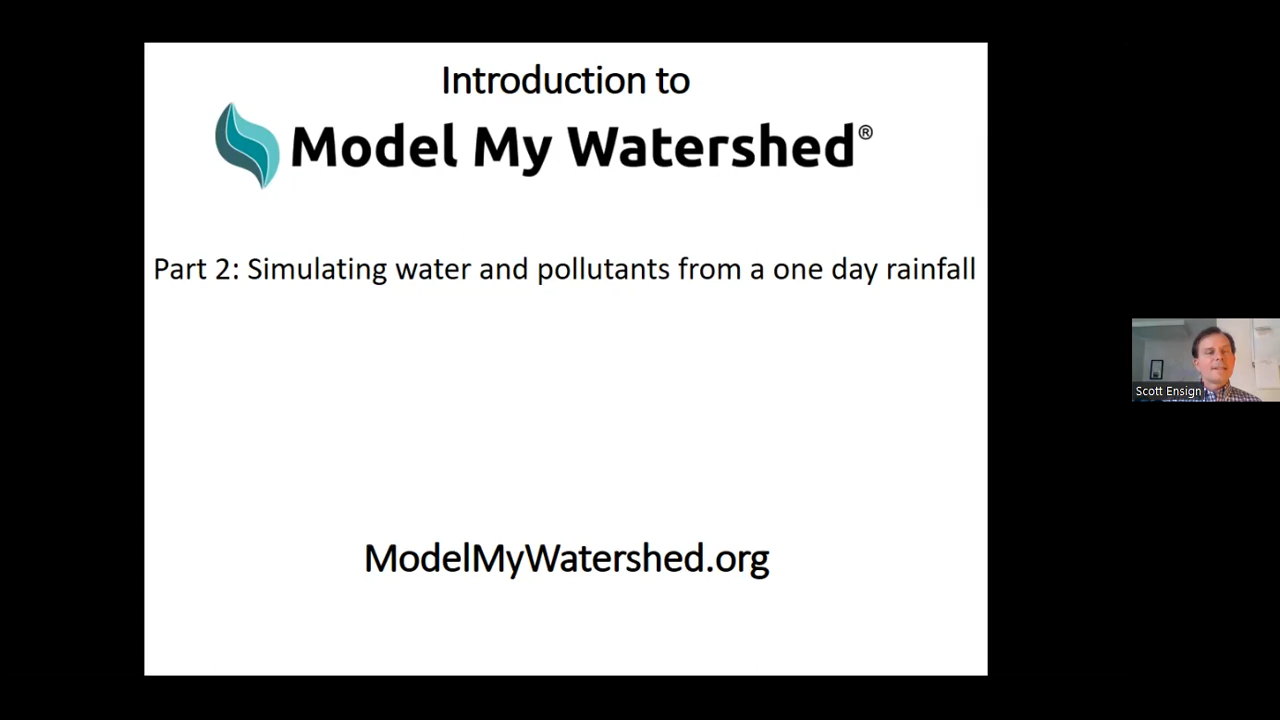 Introduction to
Model My Watershed®
Part 2: Simulating water and pollutants from a one day rainfall
Scott Ensign
ModelMyWatershed.org